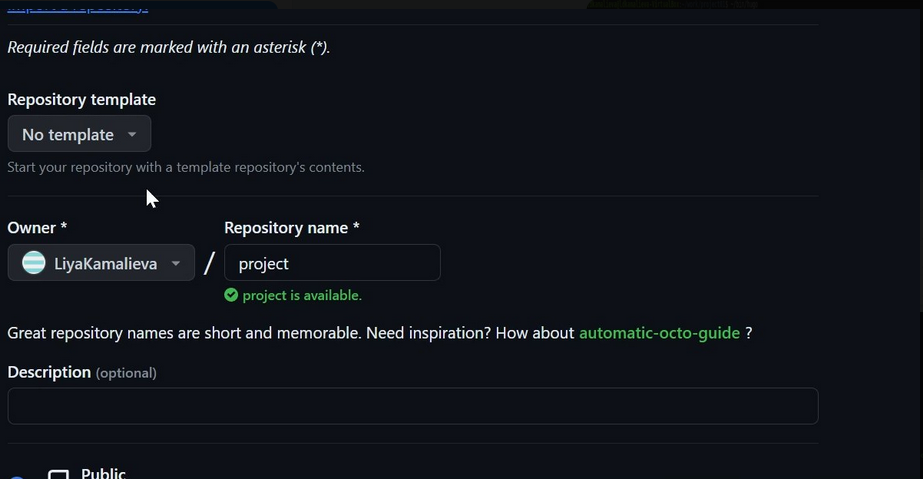 Import a repository.
Required fields are marked with an asterisk (*).
Repository template
No template
Start your repository with a template repository's contents.
Owner *
Repository name *
LiyaKamalieva
/
project
project is available.
Great repository names are short and memorable. Need inspiration? How about automatic-octo-guide ?
Description (optional)
Public